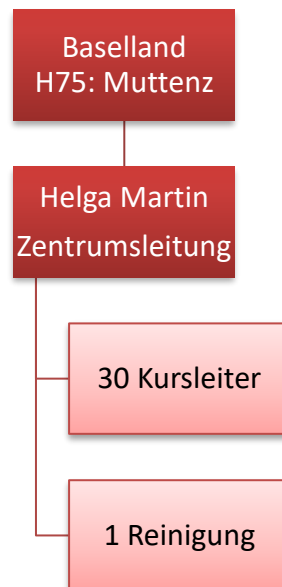 Baselland
H75: Muttenz
Helga Martin
Zentrumsleitung
30 Kursleiter
1 Reinigung